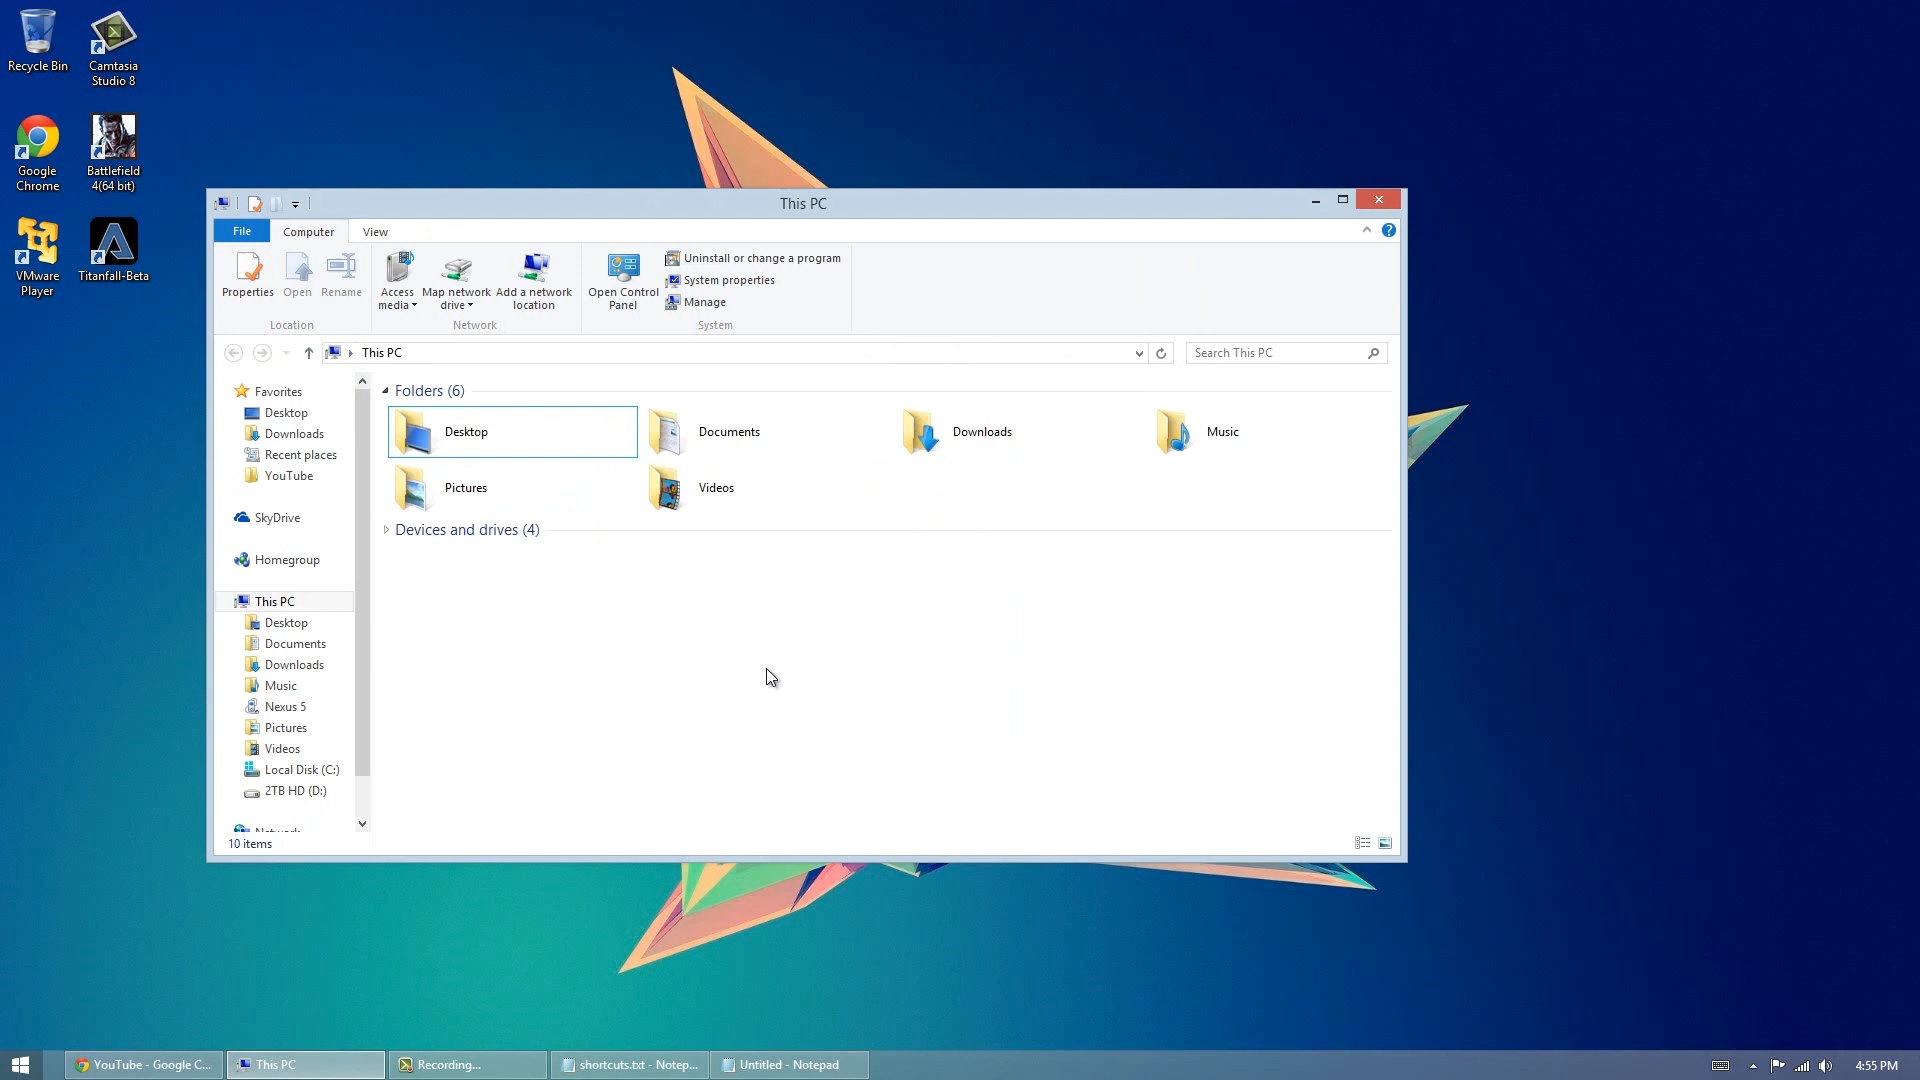 Recycle Bin
Camtasia
Studio 8
Google
Chrome
Battlefield
4(64 bit)
VMware
Player
Titanfall-Beta
This PC
File
Computer
View
Properties
Open
Rename
Access
media
Map network
drive
Add a network
location
Open Control
Panel
Uninstall or change a program
System properties
Manage
Location
Network
System
This PC
Search This PC
Favorites
Desktop
Downloads
Recent places
YouTube
SkyDrive
Homegroup
This PC
Desktop
Documents
Downloads
Music
Nexus 5
Pictures
Videos
Local Disk (C:)
2TB HD (D:)
Network
Folders (6)
Desktop
Documents
Downloads
Music
Pictures
Videos
Devices and drives (4)
10 items
YouTube - Google C...
This PC
Recording...
shortcuts.txt - Notep...
Untitled - Notepad
4:55 PM